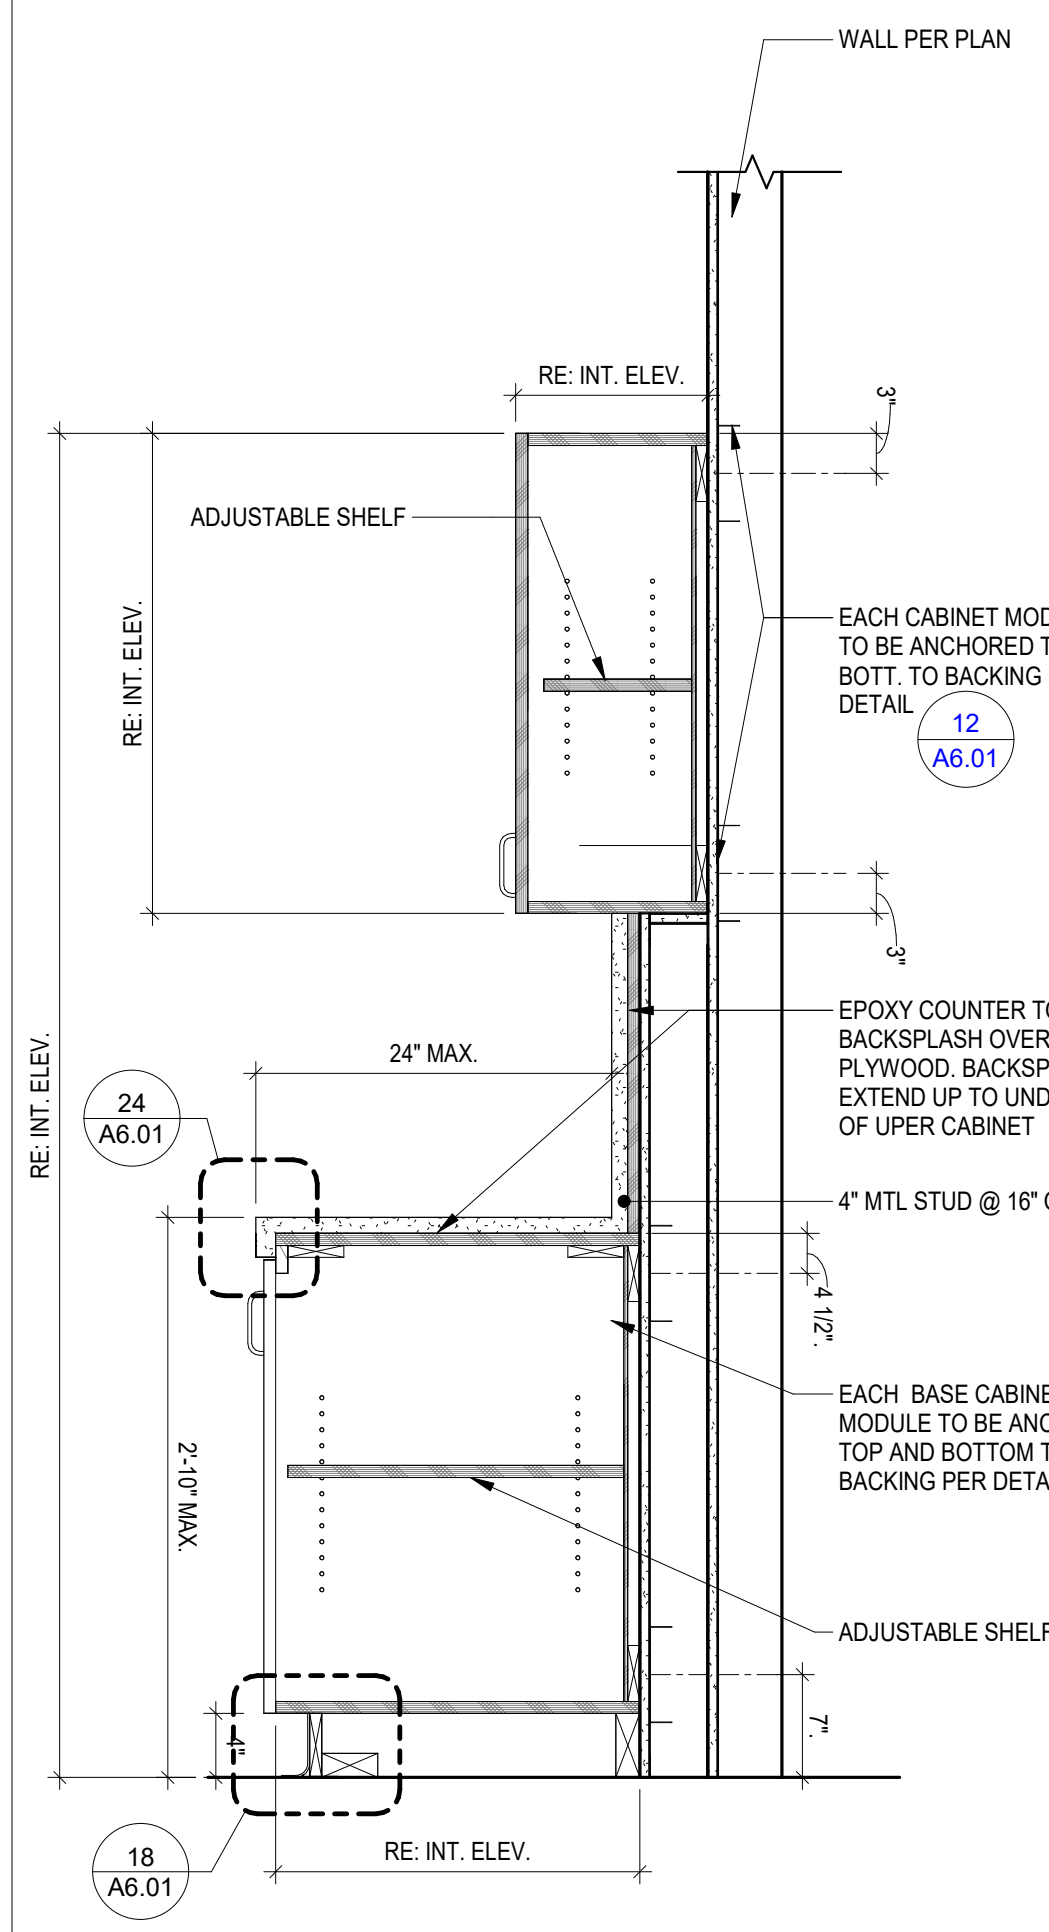 WALL PER PLAN
RE: INT. ELEV.
3"
ADJUSTABLE SHELF
RE: INT. ELEV.
EACH CABINET MOD
TO BE ANCHORED T
BOTT. TO BACKING
DETAIL
12
A6.01
3"
EPOXY COUNTER TO
BACKSPLASH OVER
PLYWOOD. BACKSP
EXTEND UP TO UND
OF UPER CABINET
24" MAX.
RE: INT. ELEV.
24
A6.01
4" MTL STUD @ 16" O
4 1/2".
EACH BASE CABINE
MODULE TO BE ANC
TOP AND BOTTOM T
BACKING PER DETA
2'-10" MAX.
ADJUSTABLE SHELF
7".
4"
RE: INT. ELEV.
18
A6.01